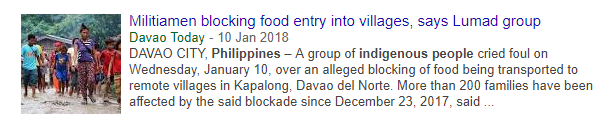 Militiamen blocking food entry into villages, says Lumad group
Davao Today - 10 Jan 2018
DAVAO CITY, Philippines – A group of indigenous people cried foul on
Wednesday, January 10, over an alleged blocking of food being transported to
remote villages in Kapalong, Davao del Norte. More than 200 families have been
affected by the said blockade since December 23, 2017, said ...